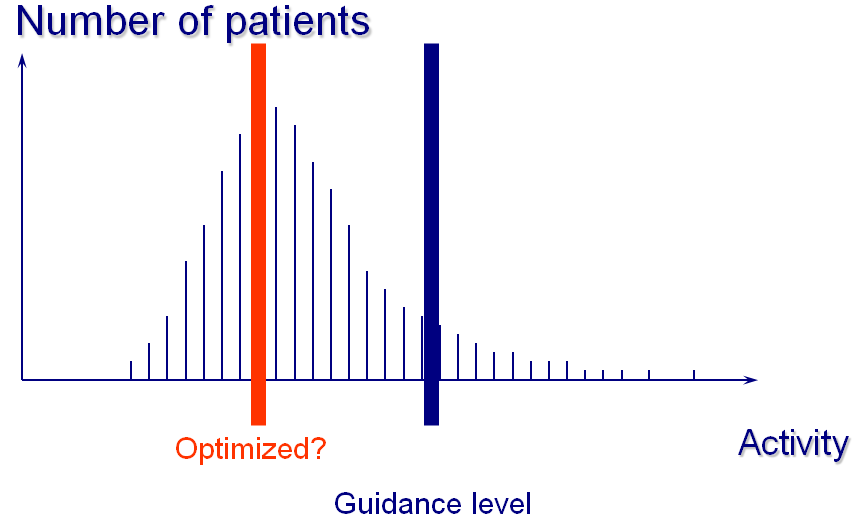 Number of patients
Optimized?
Activity
Guidance level